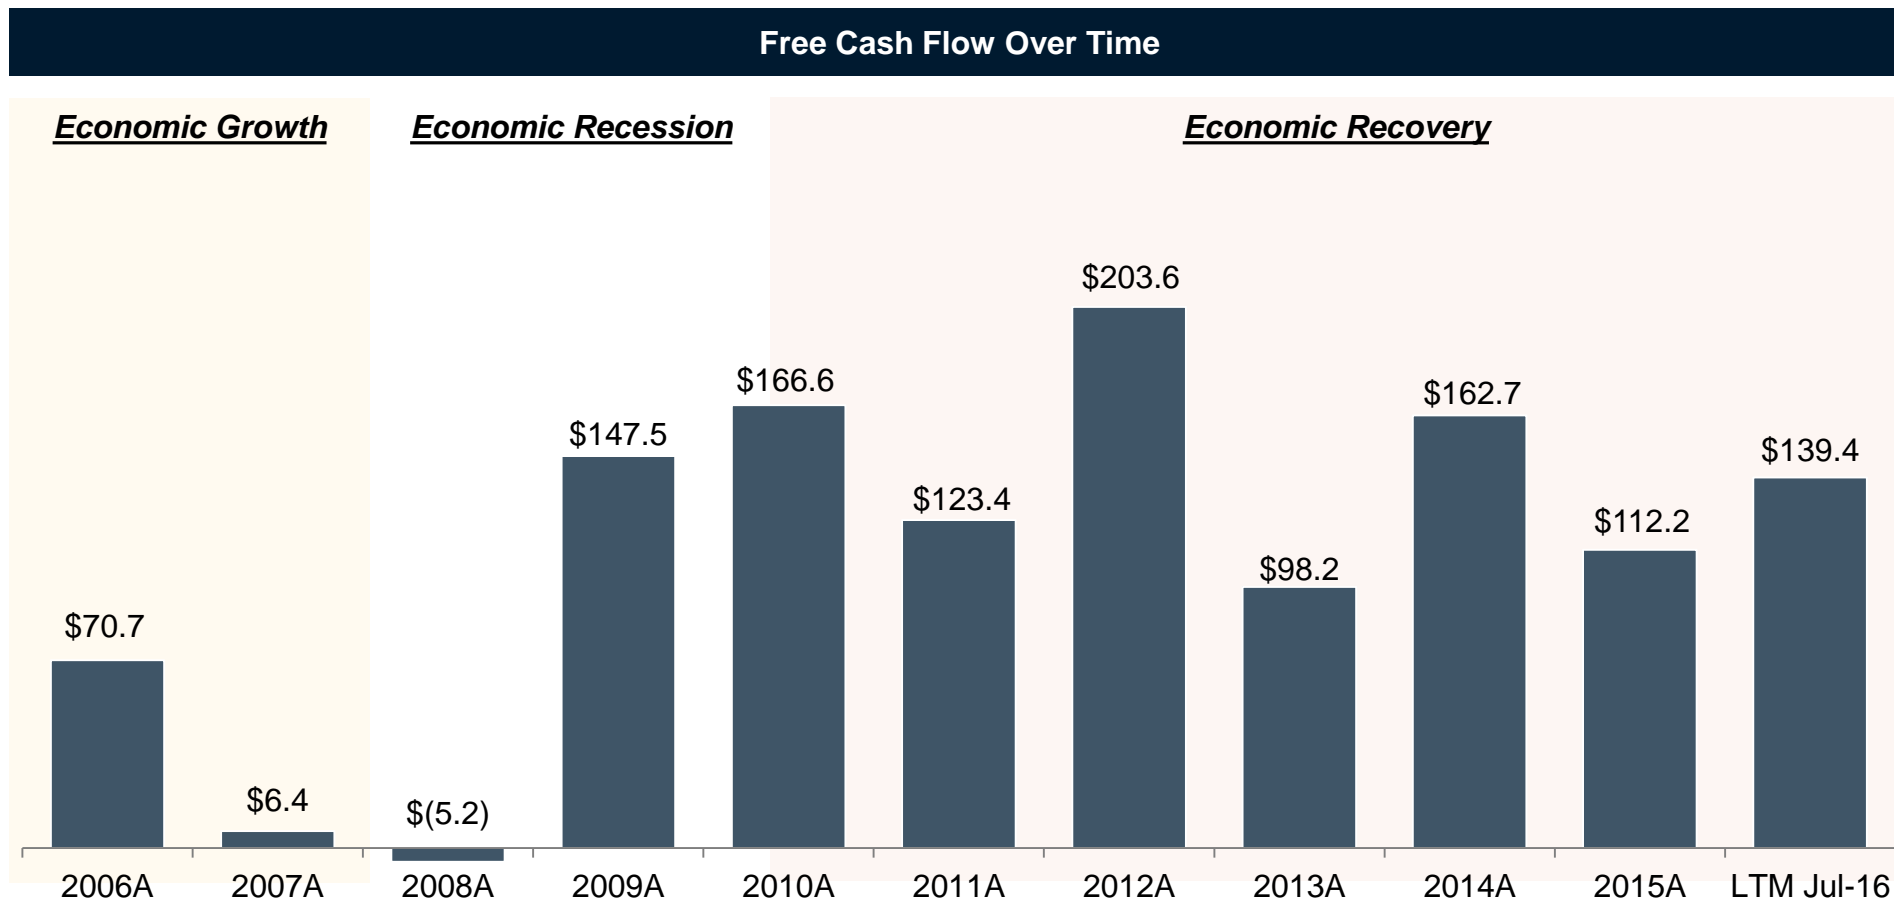 Free Cash Flow Over Time
Economic Growth
Economic Recession
Economic Recovery
$70.7
$6.4
$(5.2)
$147.5
$166.6
$123.4
$203.6
$98.2
$162.7
$112.2
$139.4
2006A
2007A
2008A
2009A
2010A
2011A
2012A
2013A
2014A
2015A
LTM Jul-16